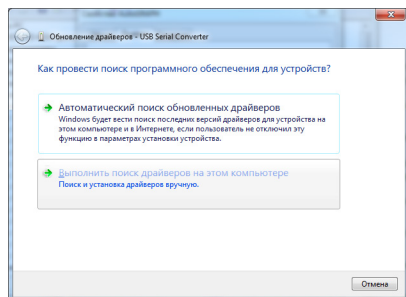 Обновление драйверов - USB Serial Converter
Как провести поиск программного обеспечения для устройств?
Автоматический поиск обновленных драйверов
Windows будет вести поиск последних версий драйверов для устройства на
этом компьютере и в Интернете, если пользователь не отключил эту
функцию в параметрах установки устройства.
Выполнить поиск драйверов на этом компьютере
Поиск и установка драйверов вручную.
Отмена